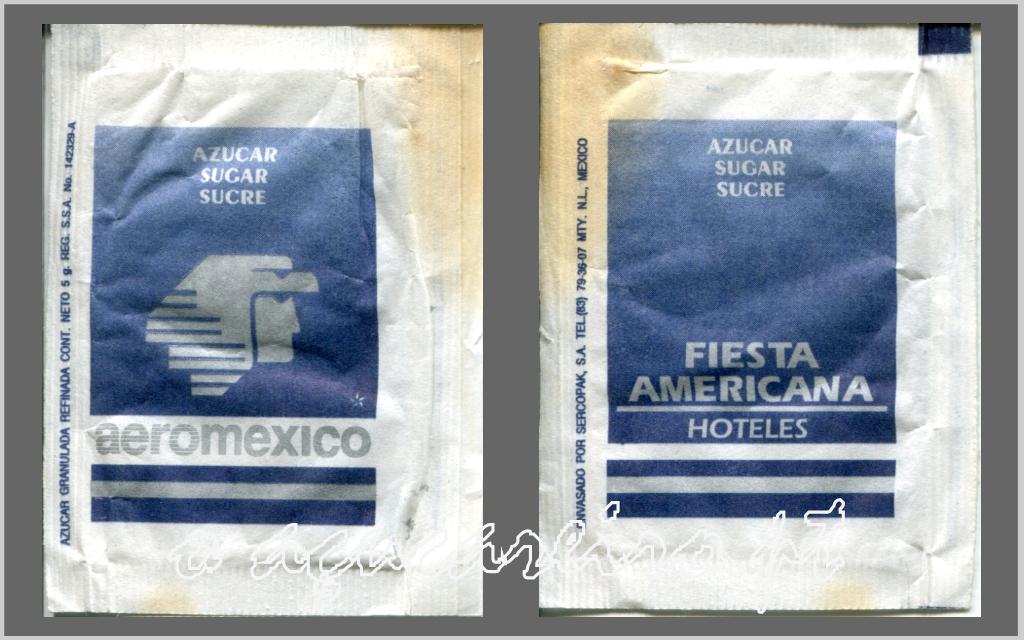 AZUCAR GRANULADA REFINADA CONT. NETO 5 g. REG. S.S.A. No. 142329-A
AZUCAR
SUGAR
SUCRE
aeromexico
ENVASADO POR SERCOPAK, S.A. TEL.(83) 79-36-07 MTY. N.L., MEXICO
AZUCAR
SUGAR
SUCRE
FIESTA
AMERICANA
HOTELES